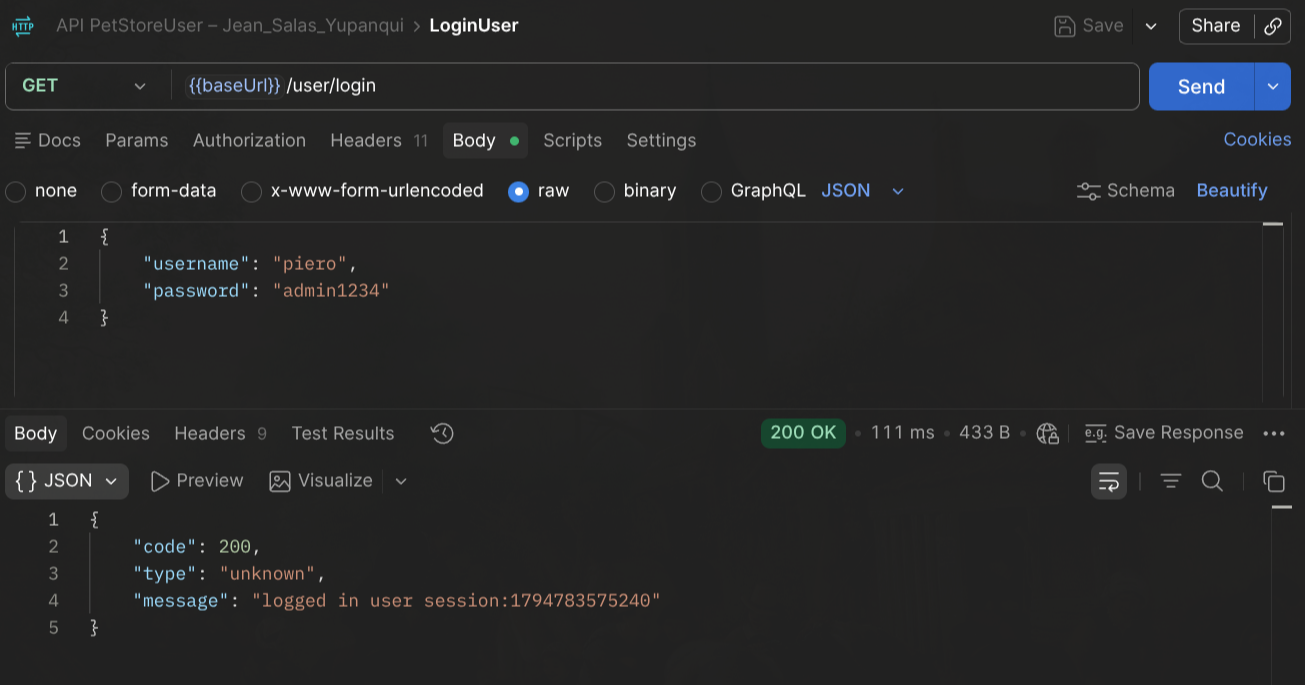 HTTP API PetStoreUser – Jean_Salas_Yupanqui > LoginUser Save Share
GET {{baseUrl}} /user/login Send
Docs Params Authorization Headers 11 Body Scripts Settings Cookies
none form-data x-www-form-urlencoded raw binary GraphQL JSON Schema Beautify
1 {
2 "username": "piero",
3 "password": "admin1234"
4 }
Body Cookies Headers 9 Test Results 200 OK • 111 ms • 433 B • e.g. Save Response
{} JSON Preview Visualize
1 {
2 "code": 200,
3 "type": "unknown",
4 "message": "logged in user session:1794783575240"
5 }